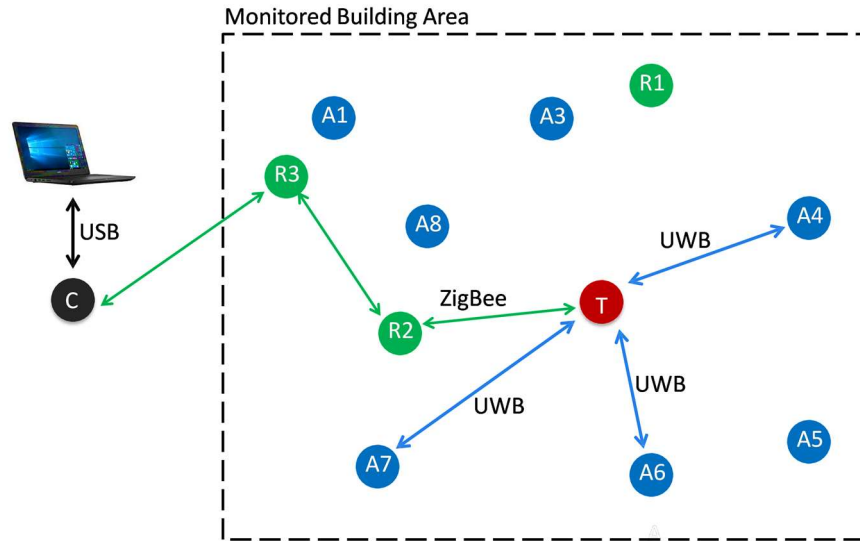 Monitored Building Area
R1
A1
A3
R3
USB
A8
A4
UWB
C
ZigBee
T
R2
UWB
UWB
A5
A7
A6
A